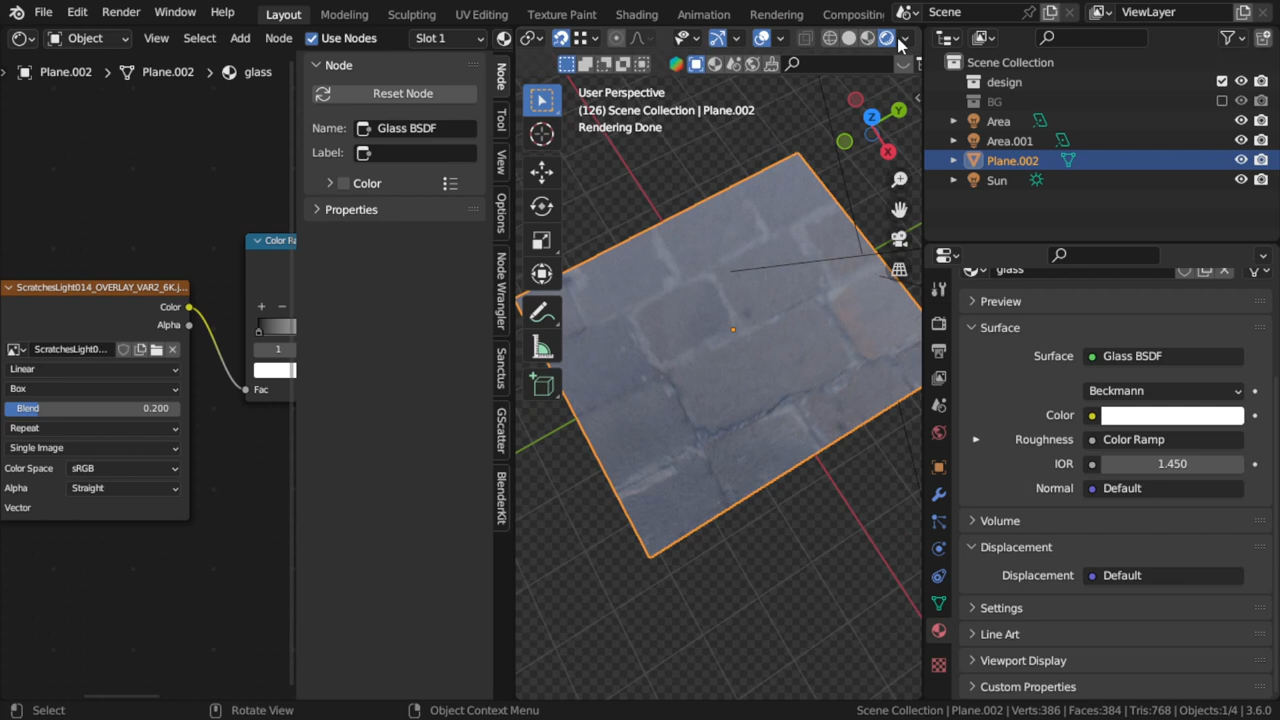 File Edit Render Window Help Layout Modeling Sculpting UV Editing Texture Paint Shading Animation Rendering Compositin Scene ViewLayer
Object View Select Add Node Use Nodes Slot 1
Plane.002 Plane.002 glass
Node
Reset Node
Name: Glass BSDF
Label:
Color
Properties
Node
Tool
View
Options
Node Wrangler
Sanctus
GScatter
BlenderKit
Color Ra
1
Fac
ScratchesLight014_OVERLAY_VAR2_6K.j...
Color
Alpha
ScratchesLight0...
Linear
Box
Blend 0.200
Repeat
Single Image
Color Space sRGB
Alpha Straight
Vector
User Perspective
(126) Scene Collection | Plane.002
Rendering Done
Z
Y
X
Scene Collection
design
BG
Area
Area.001
Plane.002
Sun
glass
Preview
Surface
Surface Glass BSDF
Beckmann
Color
Roughness Color Ramp
IOR 1.450
Normal Default
Volume
Displacement
Displacement Default
Settings
Line Art
Viewport Display
Custom Properties
Select Rotate View Object Context Menu Scene Collection | Plane.002 | Verts:386 | Faces:384 | Tris:768 | Objects:1/4 | 3.6.0